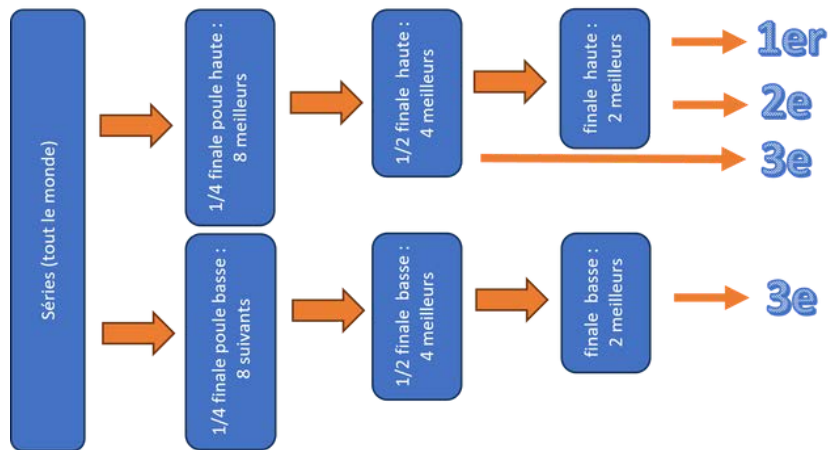 Séries (tout le monde)
1/4 finale poule haute :
8 meilleurs
1/2 finale haute :
4 meilleurs
finale haute :
2 meilleurs
1er
2e
3e
1/4 finale poule basse :
8 suivants
1/2 finale basse :
4 meilleurs
finale basse :
2 meilleurs
3e